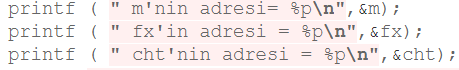 printf ( " m'nin adresi= %p\n",&m);
printf ( " fx'in adresi = %p\n",&fx);
printf ( " cht'nin adresi = %p\n",&cht);